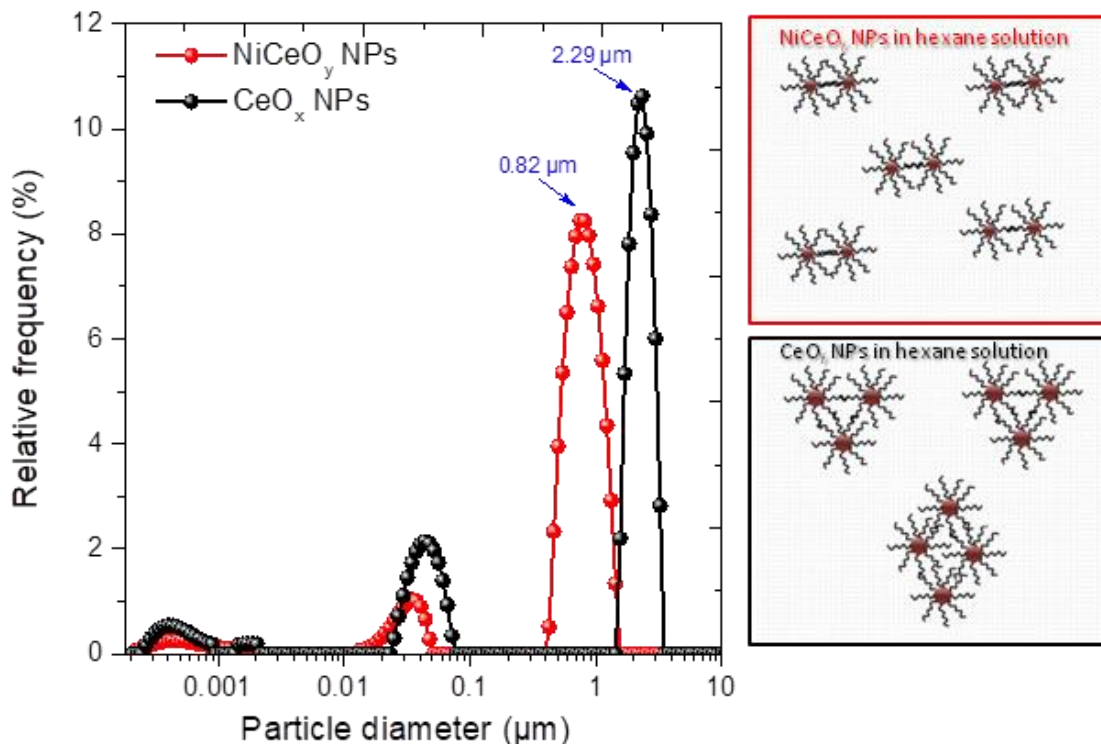 12
10
8
6
4
2
0
Relative frequency (%)
NiCeOy NPs
CeOx NPs
2.29 µm
0.82 µm
0.001
0.01
0.1
1
10
Particle diameter (µm)
NiCeOy NPs in hexane solution
CeOy NPs in hexane solution